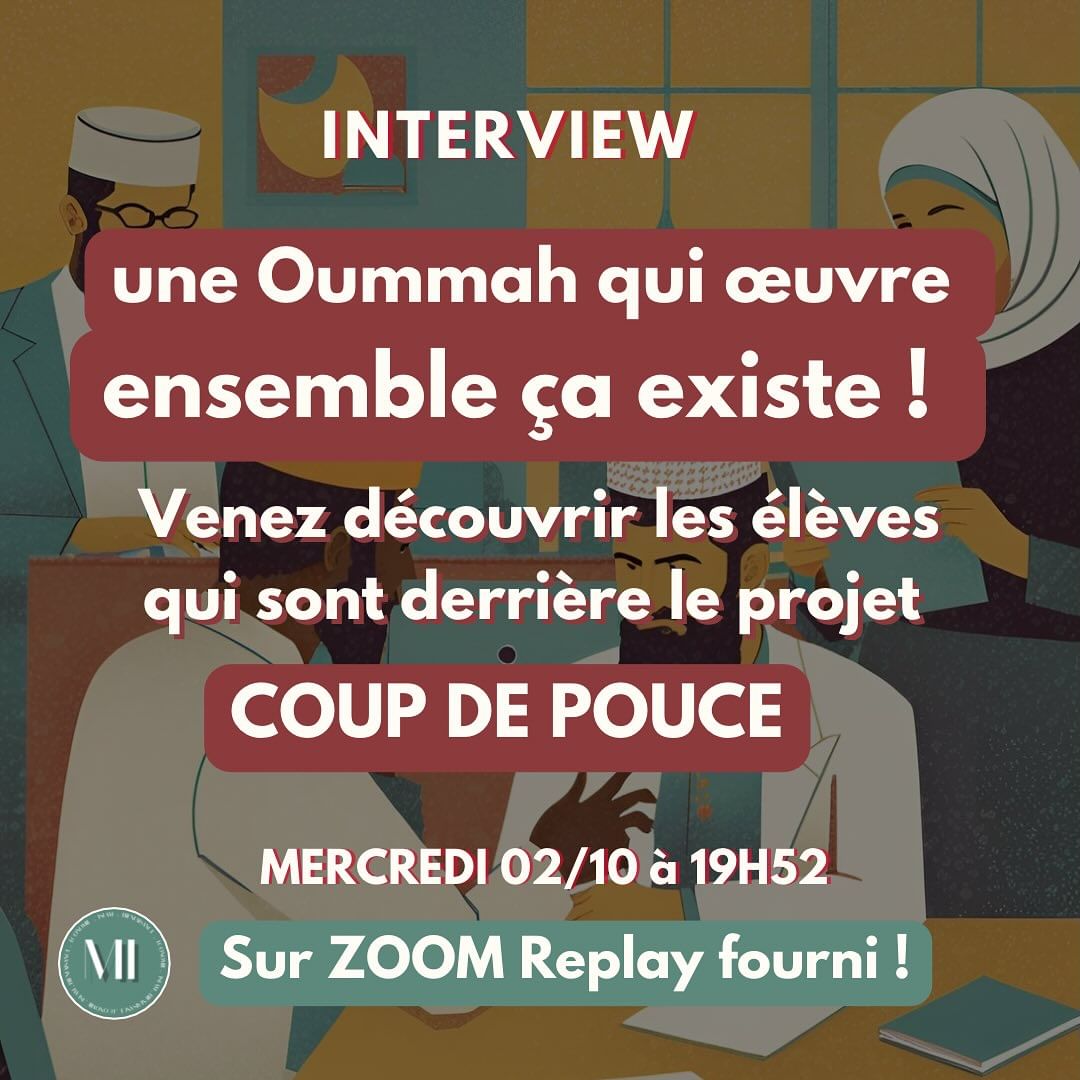 INTERVIEW
une Oummah qui œuvre
ensemble ça existe !
Venez découvrir les élèves
qui sont derrière le projet
COUP DE POUCE
MERCREDI 02/10 à 19H52
Sur ZOOM Replay fourni !
MII